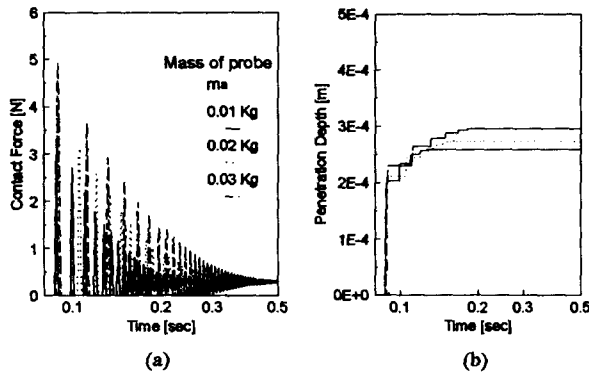 6
5
4
3
2
1
0
Contact Force [N]
Mass of probe
ma
0.01 Kg
0.02 Kg
0.03 Kg
0.1
0.2
0.3
0.5
Time [sec]
(a)
5E-4
4E-4
3E-4
2E-4
1E-4
0E+0
Penetration Depth [m]
0.1
0.2
0.3
0.5
Time [sec]
(b)